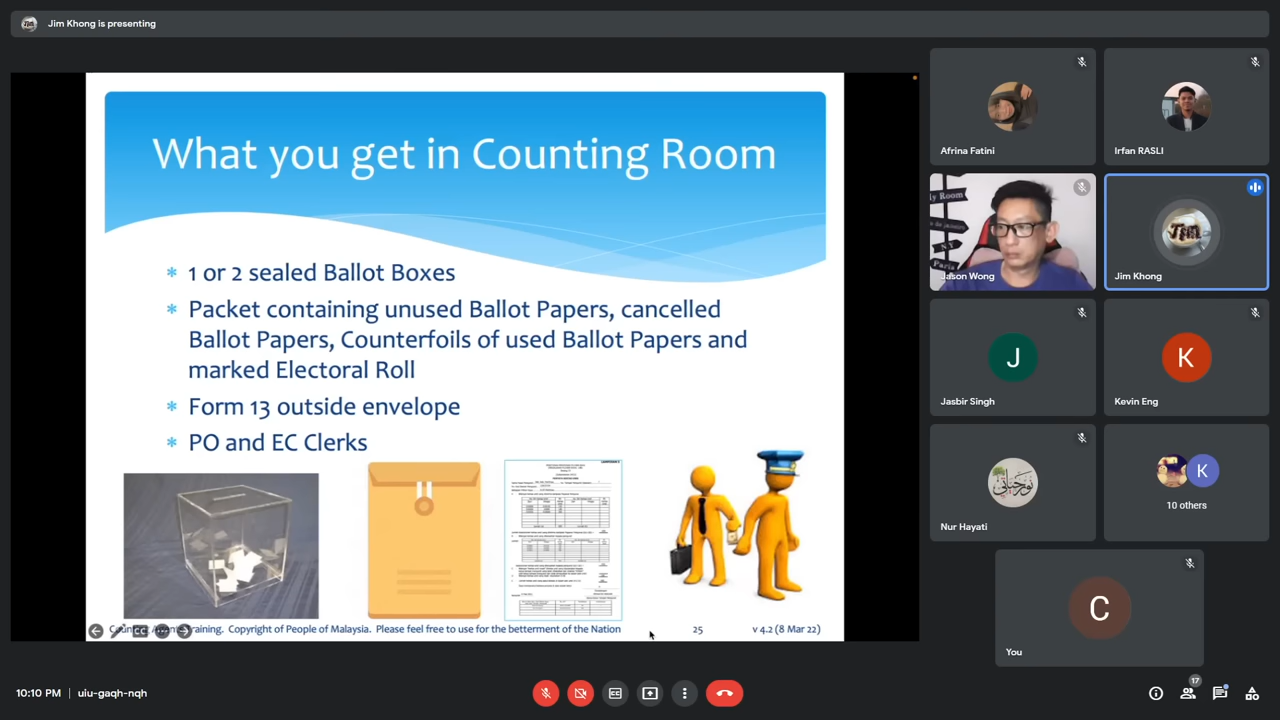 Jim Khong is presenting
What you get in Counting Room
* 1 or 2 sealed Ballot Boxes
* Packet containing unused Ballot Papers, cancelled
Ballot Papers, Counterfoils of used Ballot Papers and
marked Electoral Roll
* Form 13 outside envelope
* PO and EC Clerks
Training. Copyright of People of Malaysia. Please feel free to use for the betterment of the Nation
25
v 4.2 (8 Mar 22)
Afrina Fatini
Irfan RASLI
Jason Wong
Jim Khong
J
Jasbir Singh
K
Kevin Eng
Nur Hayati
K
10 others
C
You
10:10 PM | uiu-gaqh-nqh
17